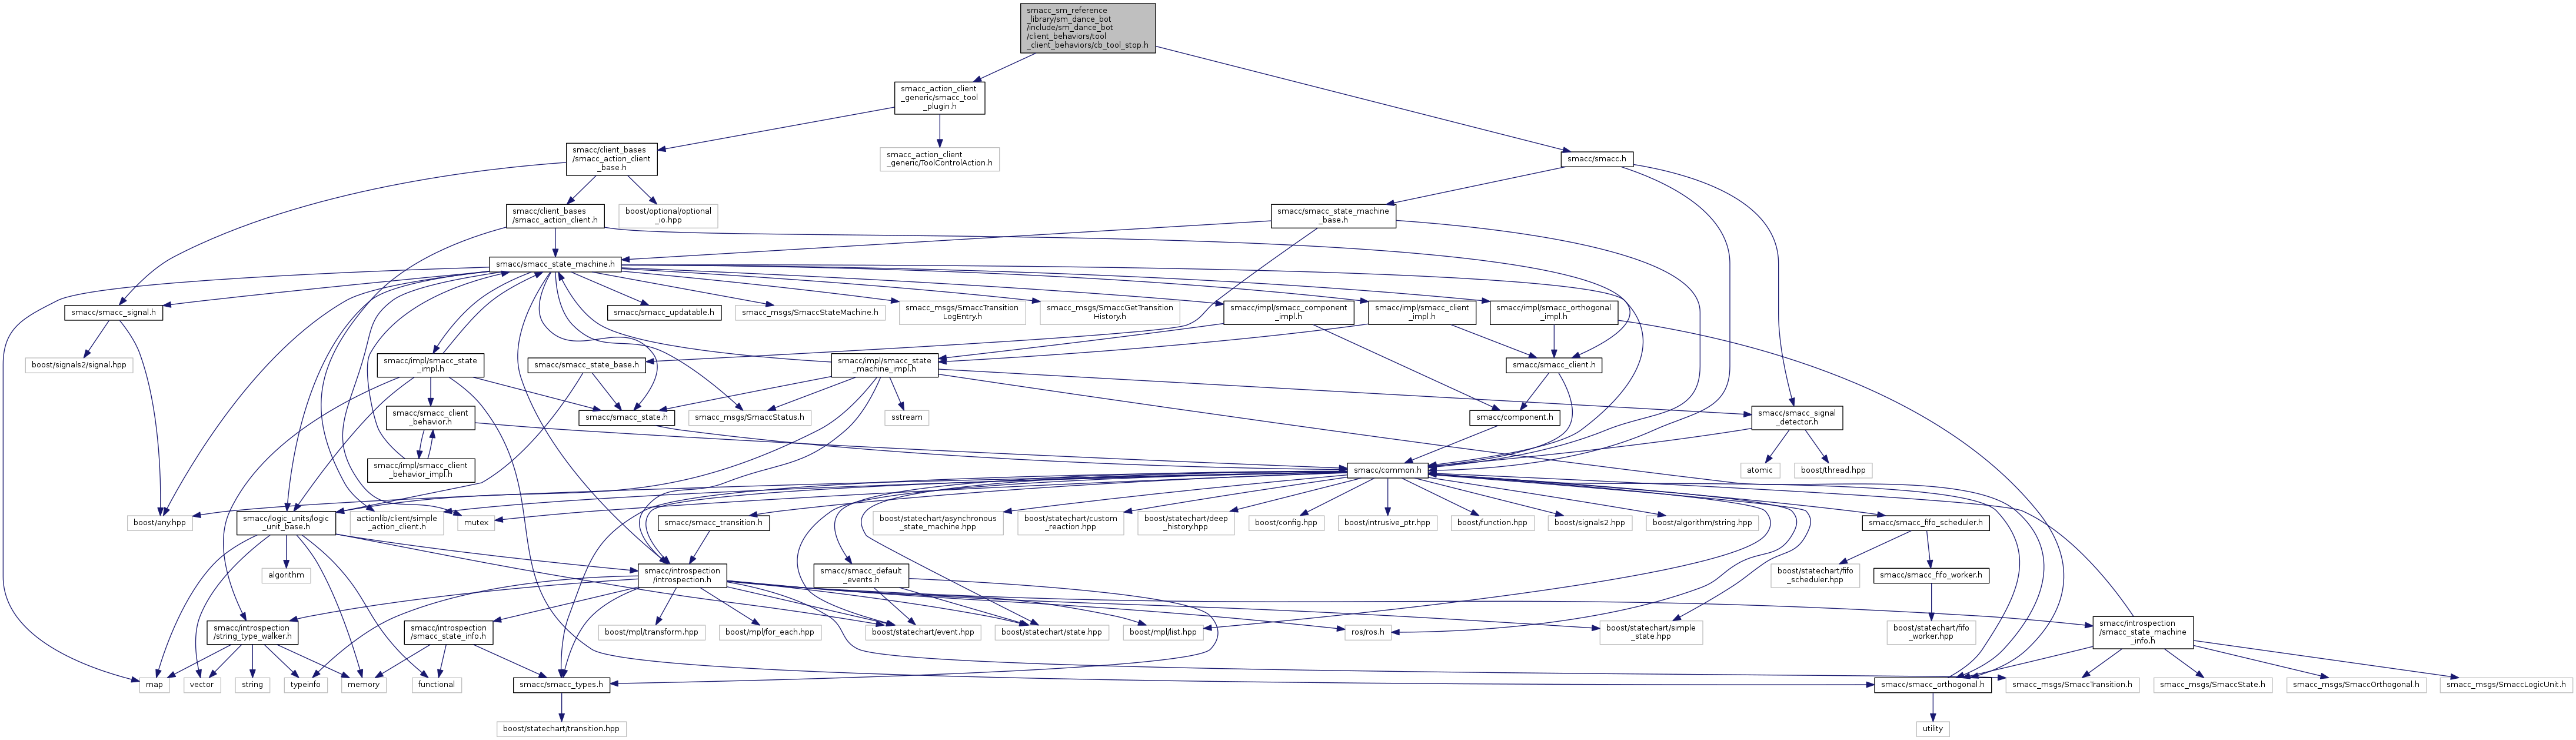 smacc_sm_reference
_library/sm_dance_bot
/include/sm_dance_bot
/client_behaviors/tool
_client_behaviors/cb_tool_stop.h
smacc_action_client
_generic/smacc_tool
_plugin.h
smacc/client_bases
/smacc_action_client
_base.h
smacc_action_client
_generic/ToolControlAction.h
smacc/smacc.h
smacc/client_bases
/smacc_action_client.h
boost/optional/optional
_io.hpp
smacc/smacc_state_machine
_base.h
smacc/smacc_state_machine.h
smacc/smacc_signal.h
smacc/smacc_updatable.h
smacc_msgs/SmaccStateMachine.h
smacc_msgs/SmaccTransition
LogEntry.h
smacc_msgs/SmaccGetTransition
History.h
smacc/impl/smacc_component
_impl.h
smacc/impl/smacc_client
_impl.h
smacc/impl/smacc_orthogonal
_impl.h
boost/signals2/signal.hpp
smacc/impl/smacc_state
_impl.h
smacc/smacc_state_base.h
smacc/impl/smacc_state
_machine_impl.h
smacc/smacc_client.h
smacc/smacc_client
_behavior.h
smacc/smacc_state.h
smacc_msgs/SmaccStatus.h
sstream
smacc/component.h
smacc/smacc_signal
_detector.h
smacc/impl/smacc_client
_behavior_impl.h
smacc/common.h
atomic
boost/thread.hpp
boost/any.hpp
smacc/logic_units/logic
_unit_base.h
actionlib/client/simple
_action_client.h
mutex
smacc/smacc_transition.h
boost/statechart/asynchronous
_state_machine.hpp
boost/statechart/custom
_reaction.hpp
boost/statechart/deep
_history.hpp
boost/config.hpp
boost/intrusive_ptr.hpp
boost/function.hpp
boost/signals2.hpp
boost/algorithm/string.hpp
smacc/smacc_fifo_scheduler.h
algorithm
smacc/introspection
/introspection.h
smacc/smacc_default
_events.h
boost/statechart/fifo
_scheduler.hpp
smacc/smacc_fifo_worker.h
smacc/introspection
/string_type_walker.h
smacc/introspection
/smacc_state_info.h
boost/mpl/transform.hpp
boost/mpl/for_each.hpp
boost/statechart/event.hpp
boost/statechart/state.hpp
boost/mpl/list.hpp
ros/ros.h
boost/statechart/simple
_state.hpp
boost/statechart/fifo
_worker.hpp
smacc/introspection
/smacc_state_machine
_info.h
map
vector
string
typeinfo
memory
functional
smacc/smacc_types.h
smacc/smacc_orthogonal.h
smacc_msgs/SmaccTransition.h
smacc_msgs/SmaccState.h
smacc_msgs/SmaccOrthogonal.h
smacc_msgs/SmaccLogicUnit.h
boost/statechart/transition.hpp
utility